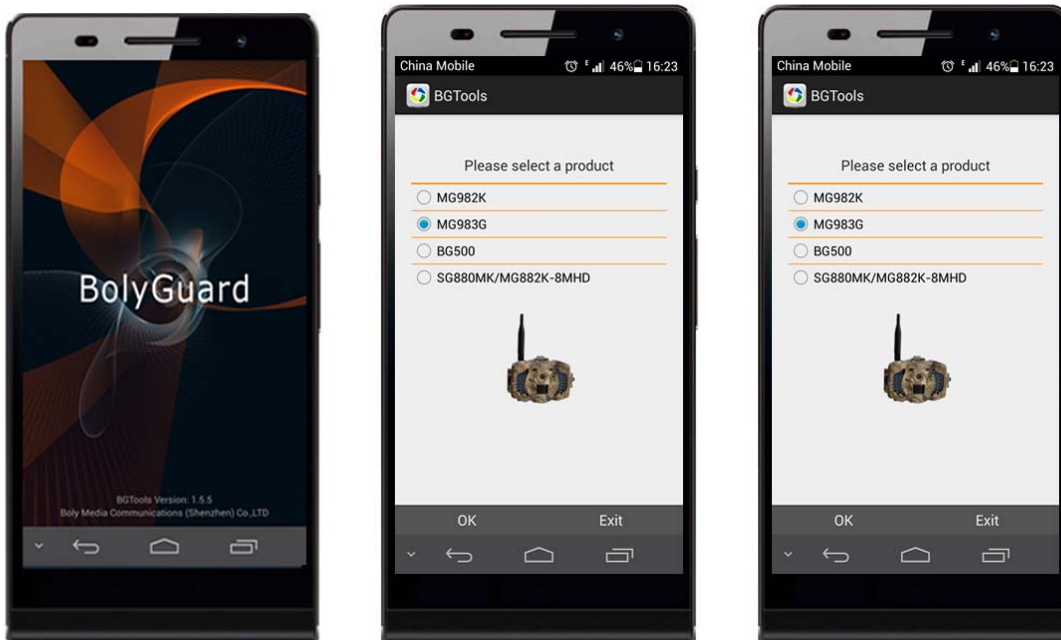 BolyGuard
BGTools Version: 1.5.5
Boly Media Communications (Shenzhen) Co.,LTD
China Mobile E 46% 16:23
BGTools
Please select a product
MG982K
MG983G
BG500
SG880MK/MG882K-8MHD
OK Exit
China Mobile E 46% 16:23
BGTools
Please select a product
MG982K
MG983G
BG500
SG880MK/MG882K-8MHD
OK Exit